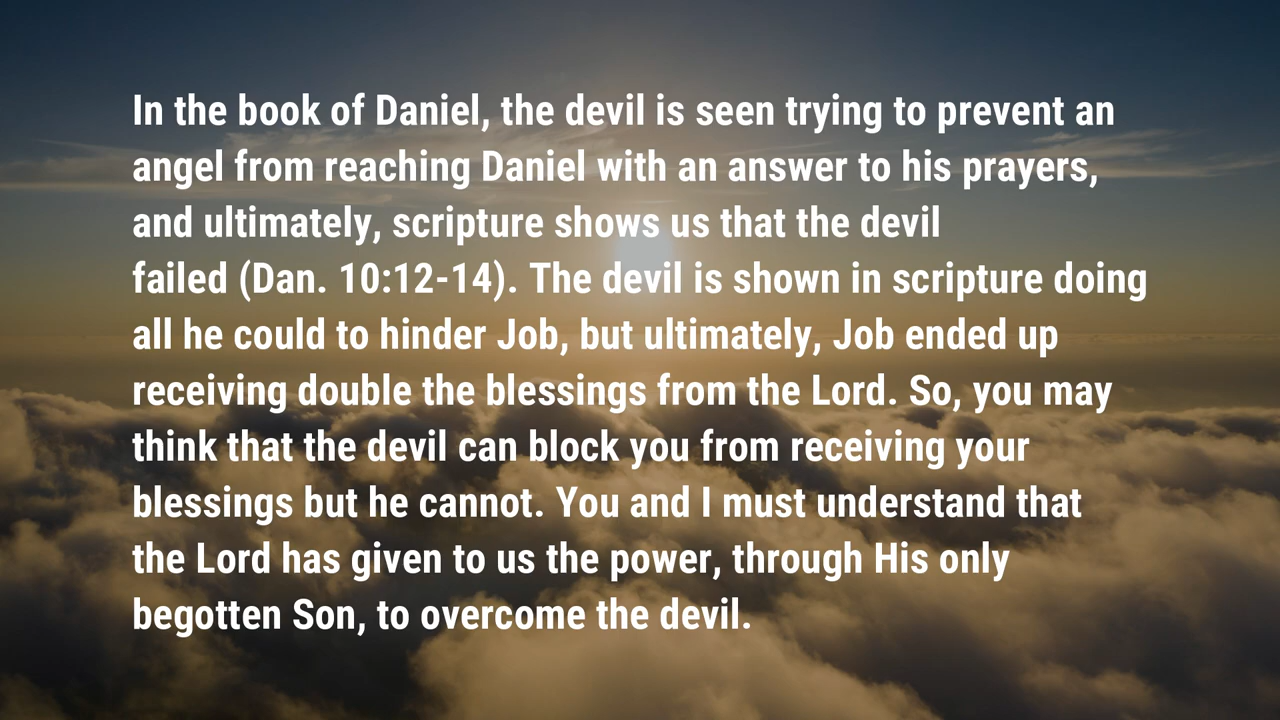 In the book of Daniel, the devil is seen trying to prevent an
angel from reaching Daniel with an answer to his prayers,
and ultimately, scripture shows us that the devil
failed (Dan. 10:12-14). The devil is shown in scripture doing
all he could to hinder Job, but ultimately, Job ended up
receiving double the blessings from the Lord. So, you may
think that the devil can block you from receiving your
blessings but he cannot. You and I must understand that
the Lord has given to us the power, through His only
begotten Son, to overcome the devil.